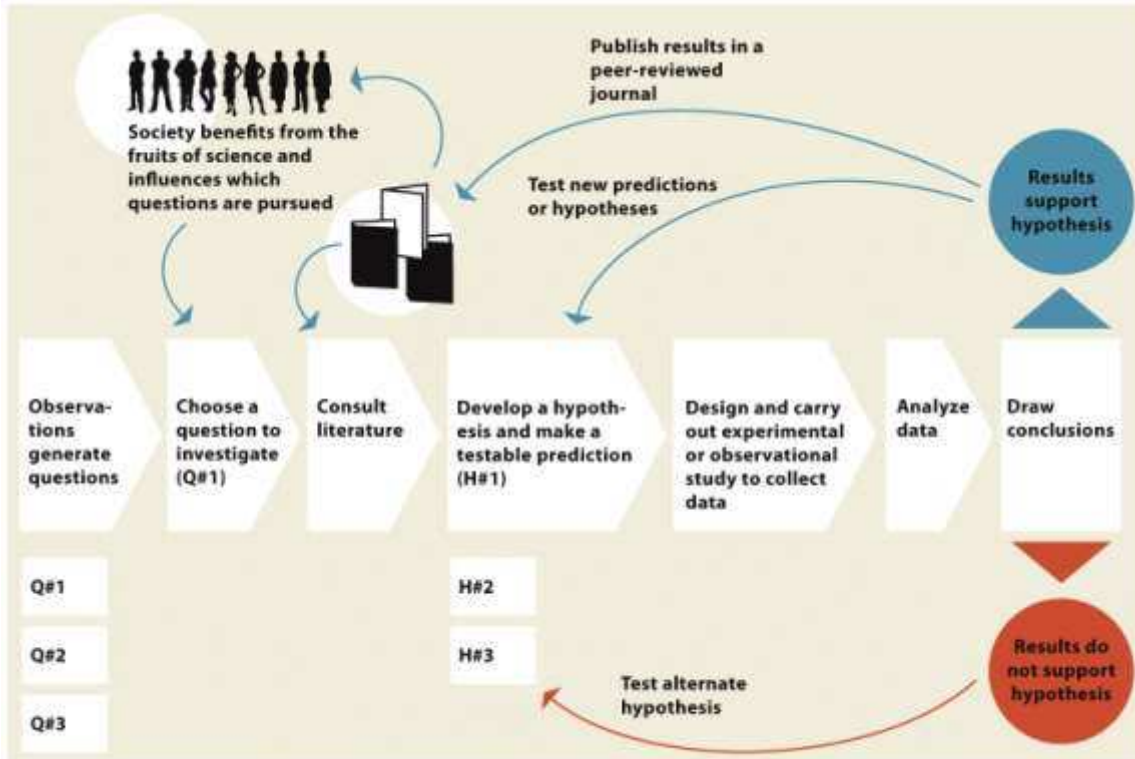 Publish results in a
peer-reviewed
journal
Society benefits from the
fruits of science and
influences which
questions are pursued
Test new predictions
or hypotheses
Results
support
hypothesis
Observa-
tions
generate
questions
Choose a
question to
investigate
(Q#1)
Consult
literature
Develop a hypoth-
esis and make a
testable prediction
(H#1)
Design and carry
out experimental
or observational
study to collect
data
Analyze
data
Draw
conclusions
Q#1
Q#2
Q#3
H#2
H#3
Test alternate
hypothesis
Results do
not support
hypothesis